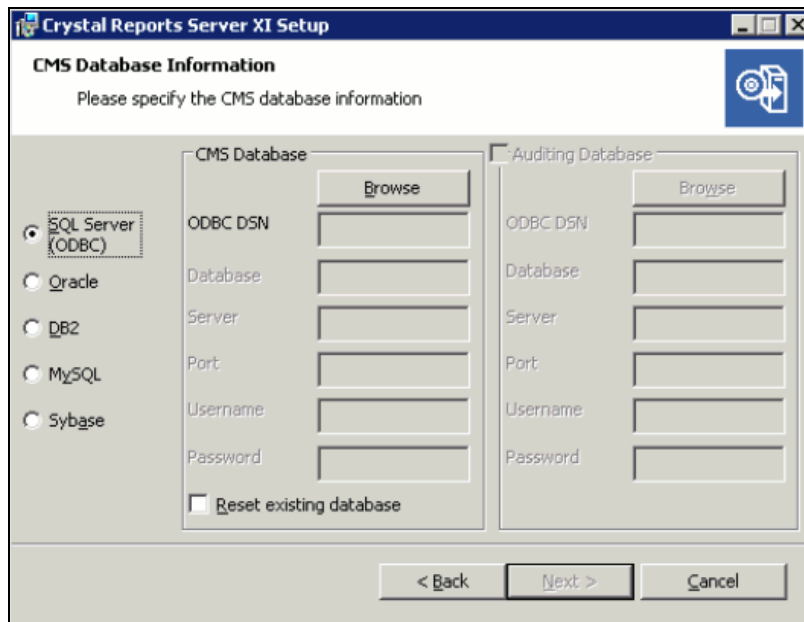 Crystal Reports Server XI Setup
CMS Database Information
Please specify the CMS database information
SQL Server
(ODBC)
Oracle
DB2
MySQL
Sybase
CMS Database
Browse
ODBC DSN
Database
Server
Port
Username
Password
Reset existing database
Auditing Database
Browse
ODBC DSN
Database
Server
Port
Username
Password
< Back
Next >
Cancel